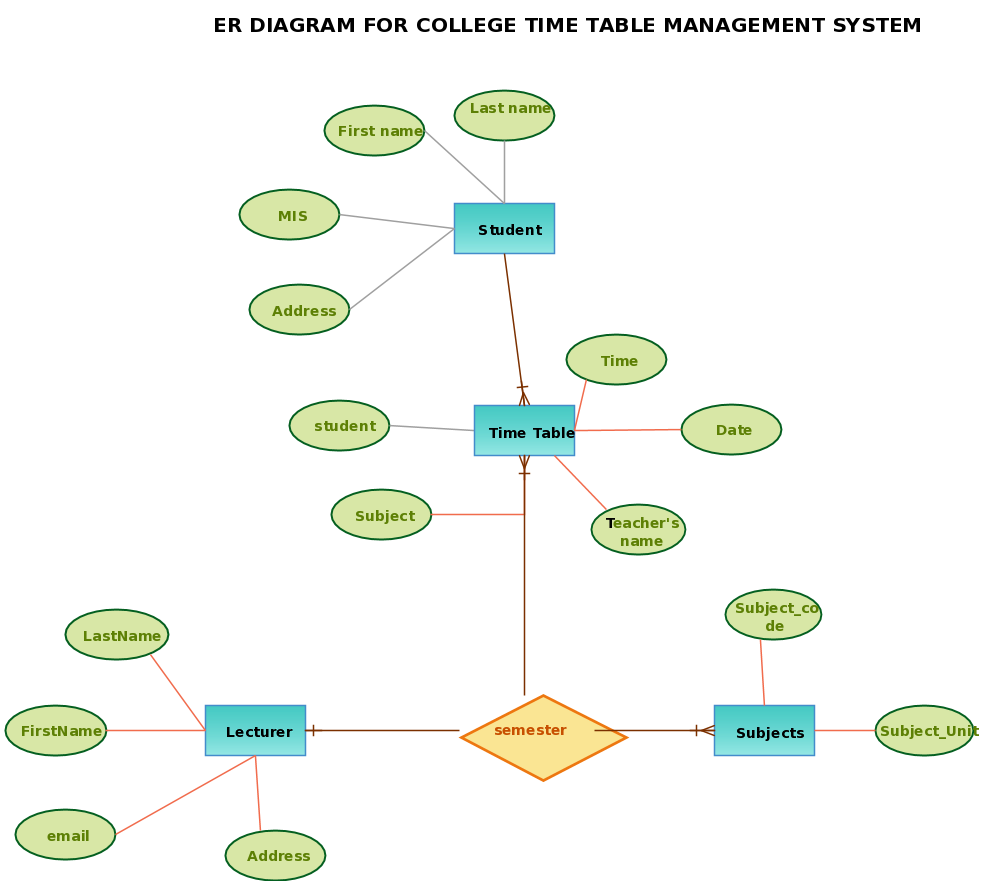 ER DIAGRAM FOR COLLEGE TIME TABLE MANAGEMENT SYSTEM
Last name
First name
MIS
Student
Address
Time
student
Time Table
Date
Subject
Teacher's
name
Subject_co
de
LastName
FirstName
Lecturer
semester
Subjects
Subject_Unit
email
Address